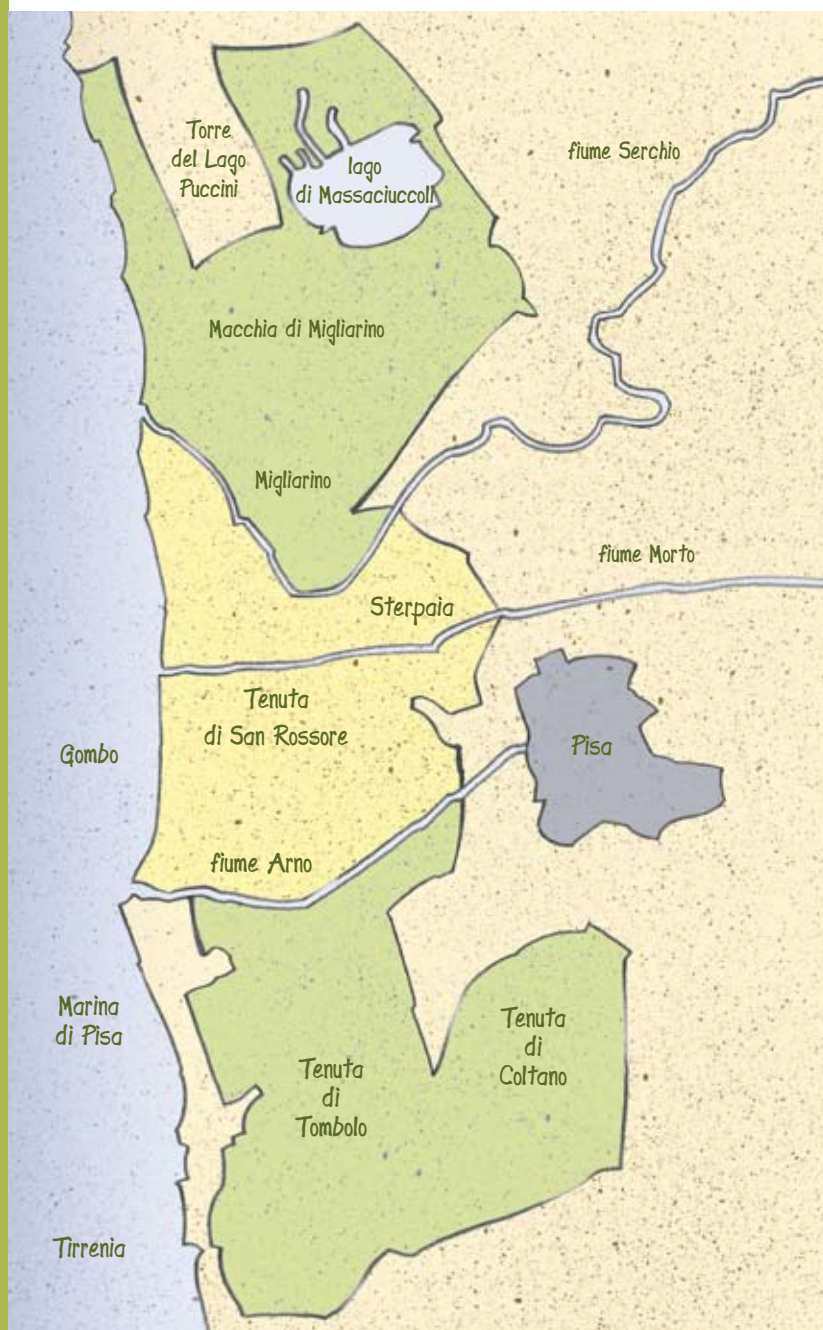 Torre
del Lago
Puccini
lago
di Massaciuccoli
fiume Serchio
Macchia di Migliarino
Migliarino
fiume Morto
Sterpaia
Tenuta
di San Rossore
Gombo
Pisa
fiume Arno
Marina
di Pisa
Tenuta
di
Coltano
Tenuta
di
Tombolo
Tirrenia